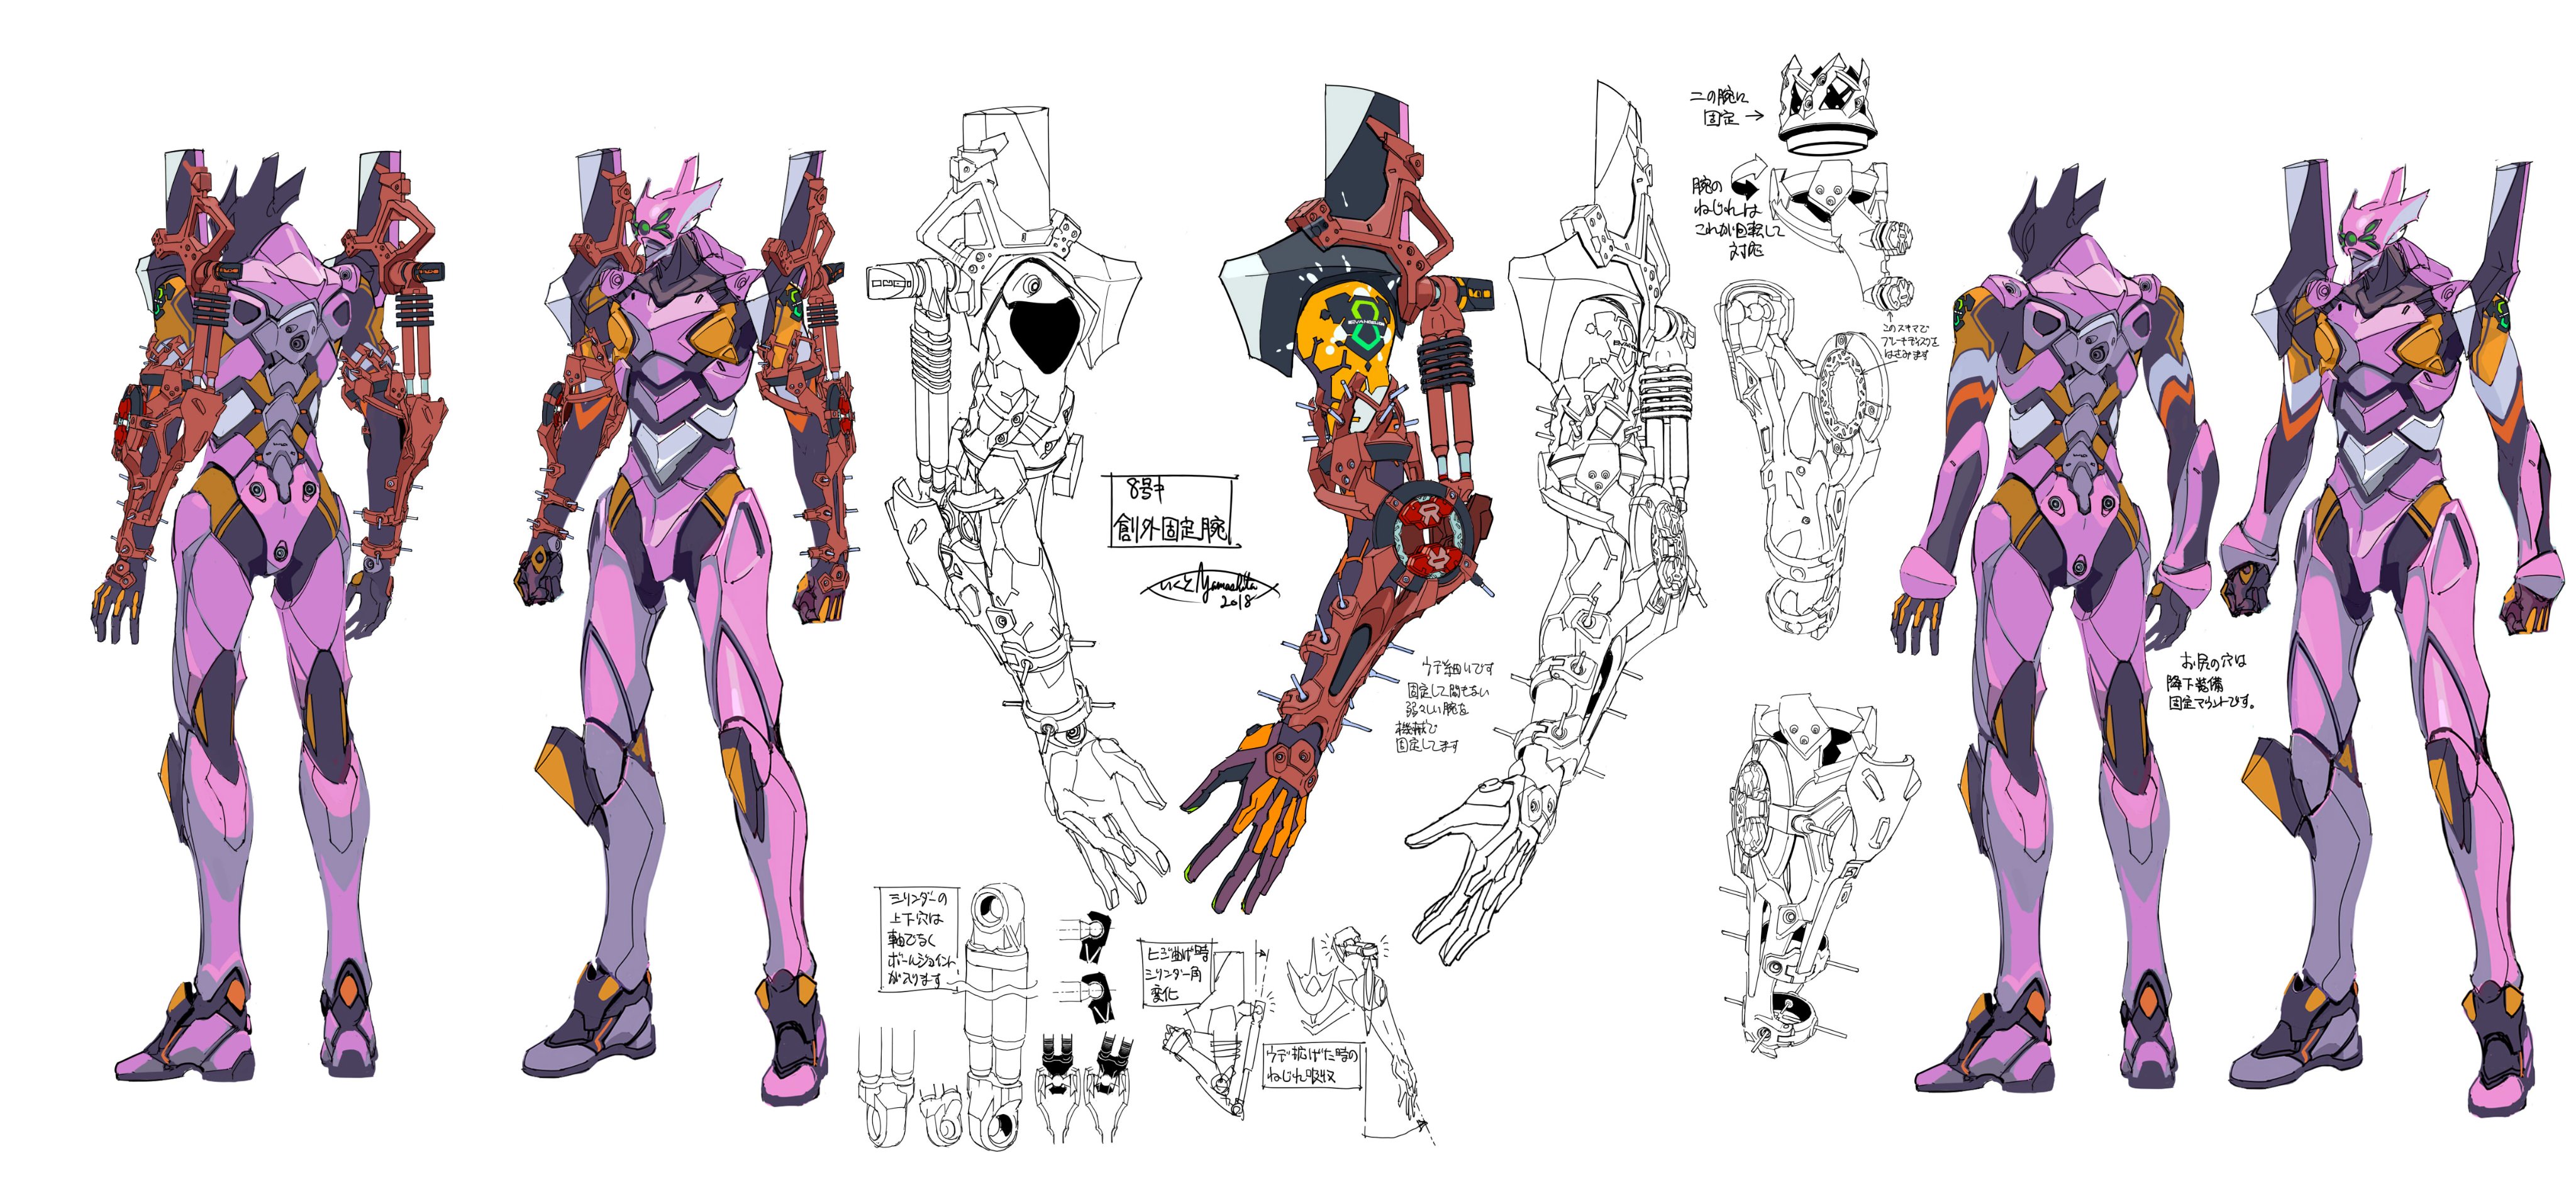 二の腕に
固定→
腕の
ねじれは
これが回転して
対応
このスキマで
ブレーキディスクを
はさみます
8号中
創外固定腕
いくと Yamashita
2018
EVANGELION
ウデ細いです
固定して間もない
弱々しい腕を
機械で
固定してます
お尻の穴は
降下装備
固定マウントです。
シリンダーの
上下穴は
軸でなく
ボールジョイント
が入ります
ヒジ曲げ時
シリンダー角
変化
ウデ拡げた時の
ねじれ吸収